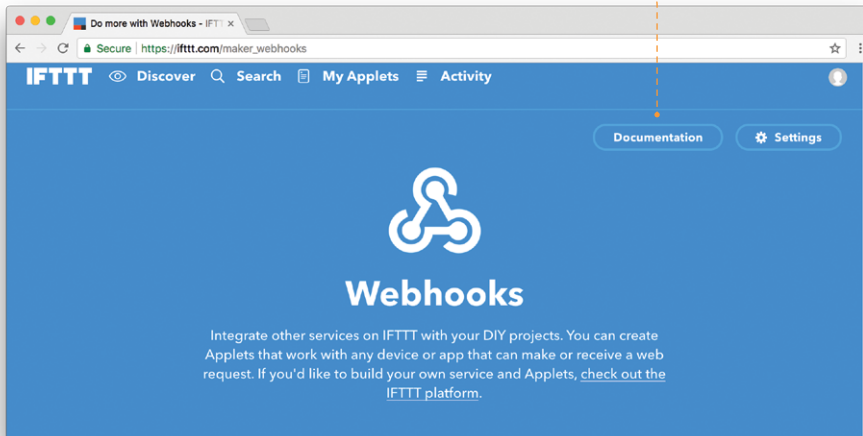 Do more with Webhooks - IFTT
Secure https://ifttt.com/maker_webhooks
IFTTT Discover Search My Applets Activity
Documentation Settings
Webhooks
Integrate other services on IFTTT with your DIY projects. You can create
Applets that work with any device or app that can make or receive a web
request. If you'd like to build your own service and Applets, check out the
IFTTT platform.